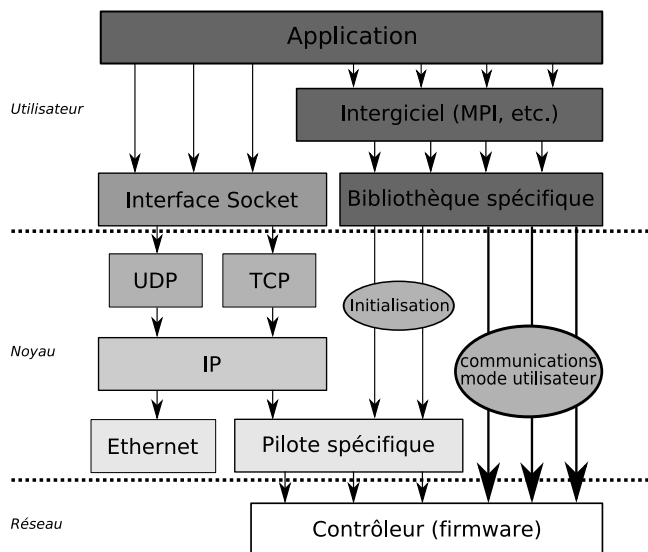 Application
Utilisateur
Intergiciel (MPI, etc.)
Interface Socket
Bibliothèque spécifique
UDP
TCP
Initialisation
Noyau
IP
communications
mode utilisateur
Ethernet
Pilote spécifique
Réseau
Contrôleur (firmware)